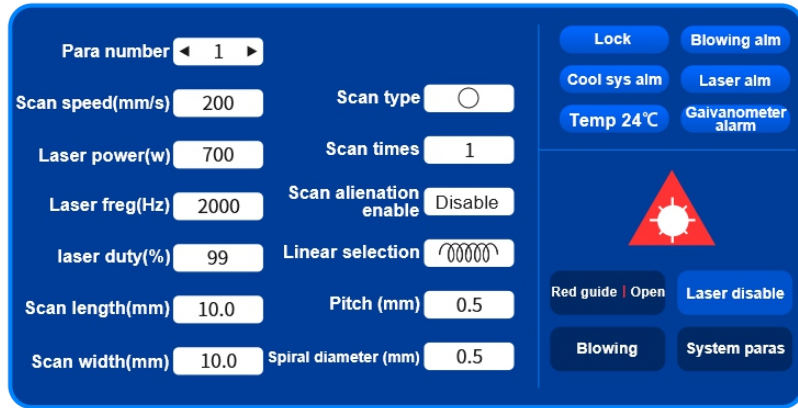 Para number 1
Scan speed(mm/s) 200
Laser power(w) 700
Laser freg(Hz) 2000
laser duty(%) 99
Scan length(mm) 10.0
Scan width(mm) 10.0
Scan type
Scan times 1
Scan alienation
enable Disable
Linear selection
Pitch (mm) 0.5
Spiral diameter (mm) 0.5
Lock Blowing alm
Cool sys alm Laser alm
Temp 24℃ Gaivanometer
alarm
Red guide | Open Laser disable
Blowing System paras